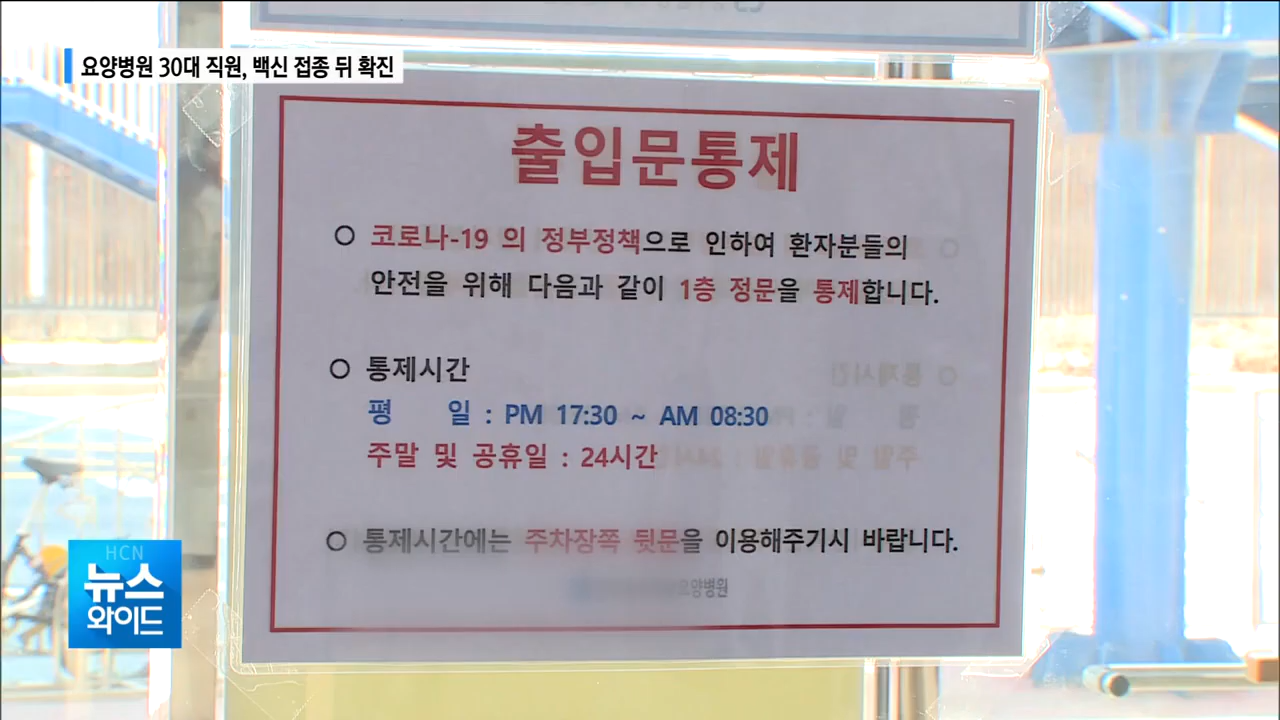 요양병원 30대 직원, 백신 접종 뒤 확진
출입문통제
○ 코로나-19 의 정부정책으로 인하여 환자분들의
안전을 위해 다음과 같이 1층 정문을 통제합니다.
○ 통제시간
평 일 : PM 17:30 ~ AM 08:30
주말 및 공휴일 : 24시간
○ 통제시간에는 주차장쪽 뒷문을 이용해주기시 바랍니다.
요양병원
HCN
뉴스
와이드